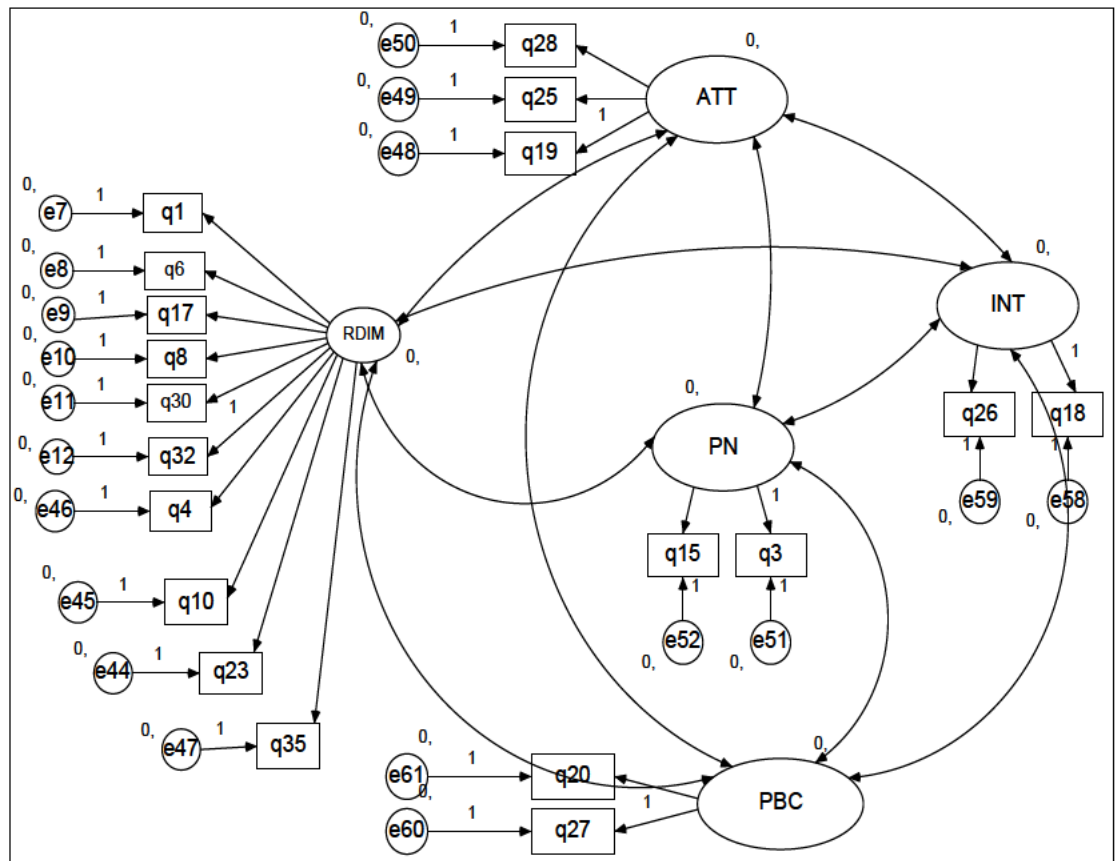 0,
e50 1 q28
0,
ATT
0,
e49 1 q25
0,
e48 1 q19
1
0,
e7 1 q1
0,
e8 1 q6
0,
e9 1 q17
0,
e10 1 q8
0,
e11 1 q30
0,
e12 1 q32
1
0,
e46 1 q4
0,
e45 1 q10
0,
e44 1 q23
0,
e47 1 q35
RDIM
0,
0,
INT
1
q26 q18
1 1
e59 e58
0, 0,
0,
PN
1
q15 q3
1 1
e52 e51
0, 0,
0,
e61 1 q20
0,
e60 1 q27
1
0,
PBC